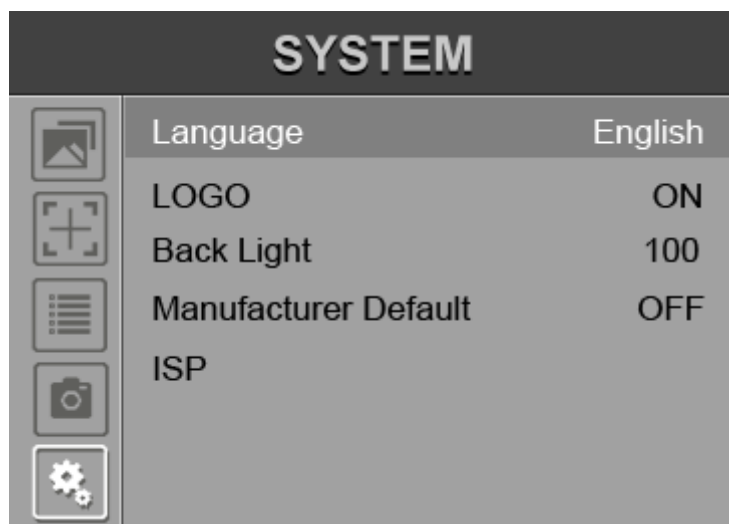 SYSTEM
Language English
LOGO ON
Back Light 100
Manufacturer Default OFF
ISP